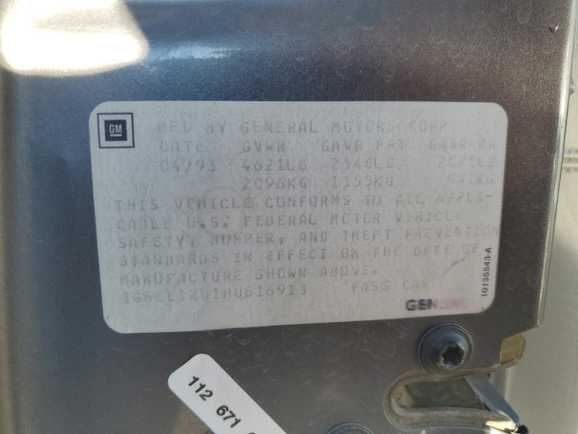 GM
MFD BY GENERAL MOTORS CORP
DATE GVWR GAWR FRT GAWR RR
04/93 4621LB 2546LB
2096KG 1155KG 941KG
THIS VEHICLE CONFORMS TO ALL APPLI-
CABLE U.S. FEDERAL MOTOR VEHICLE
SAFETY, BUMPER, AND THEFT PREVENTION
STANDARDS IN EFFECT ON THE DATE OF
MANUFACTURE SHOWN ABOVE.
PASS CAR
10135543-A
112 671